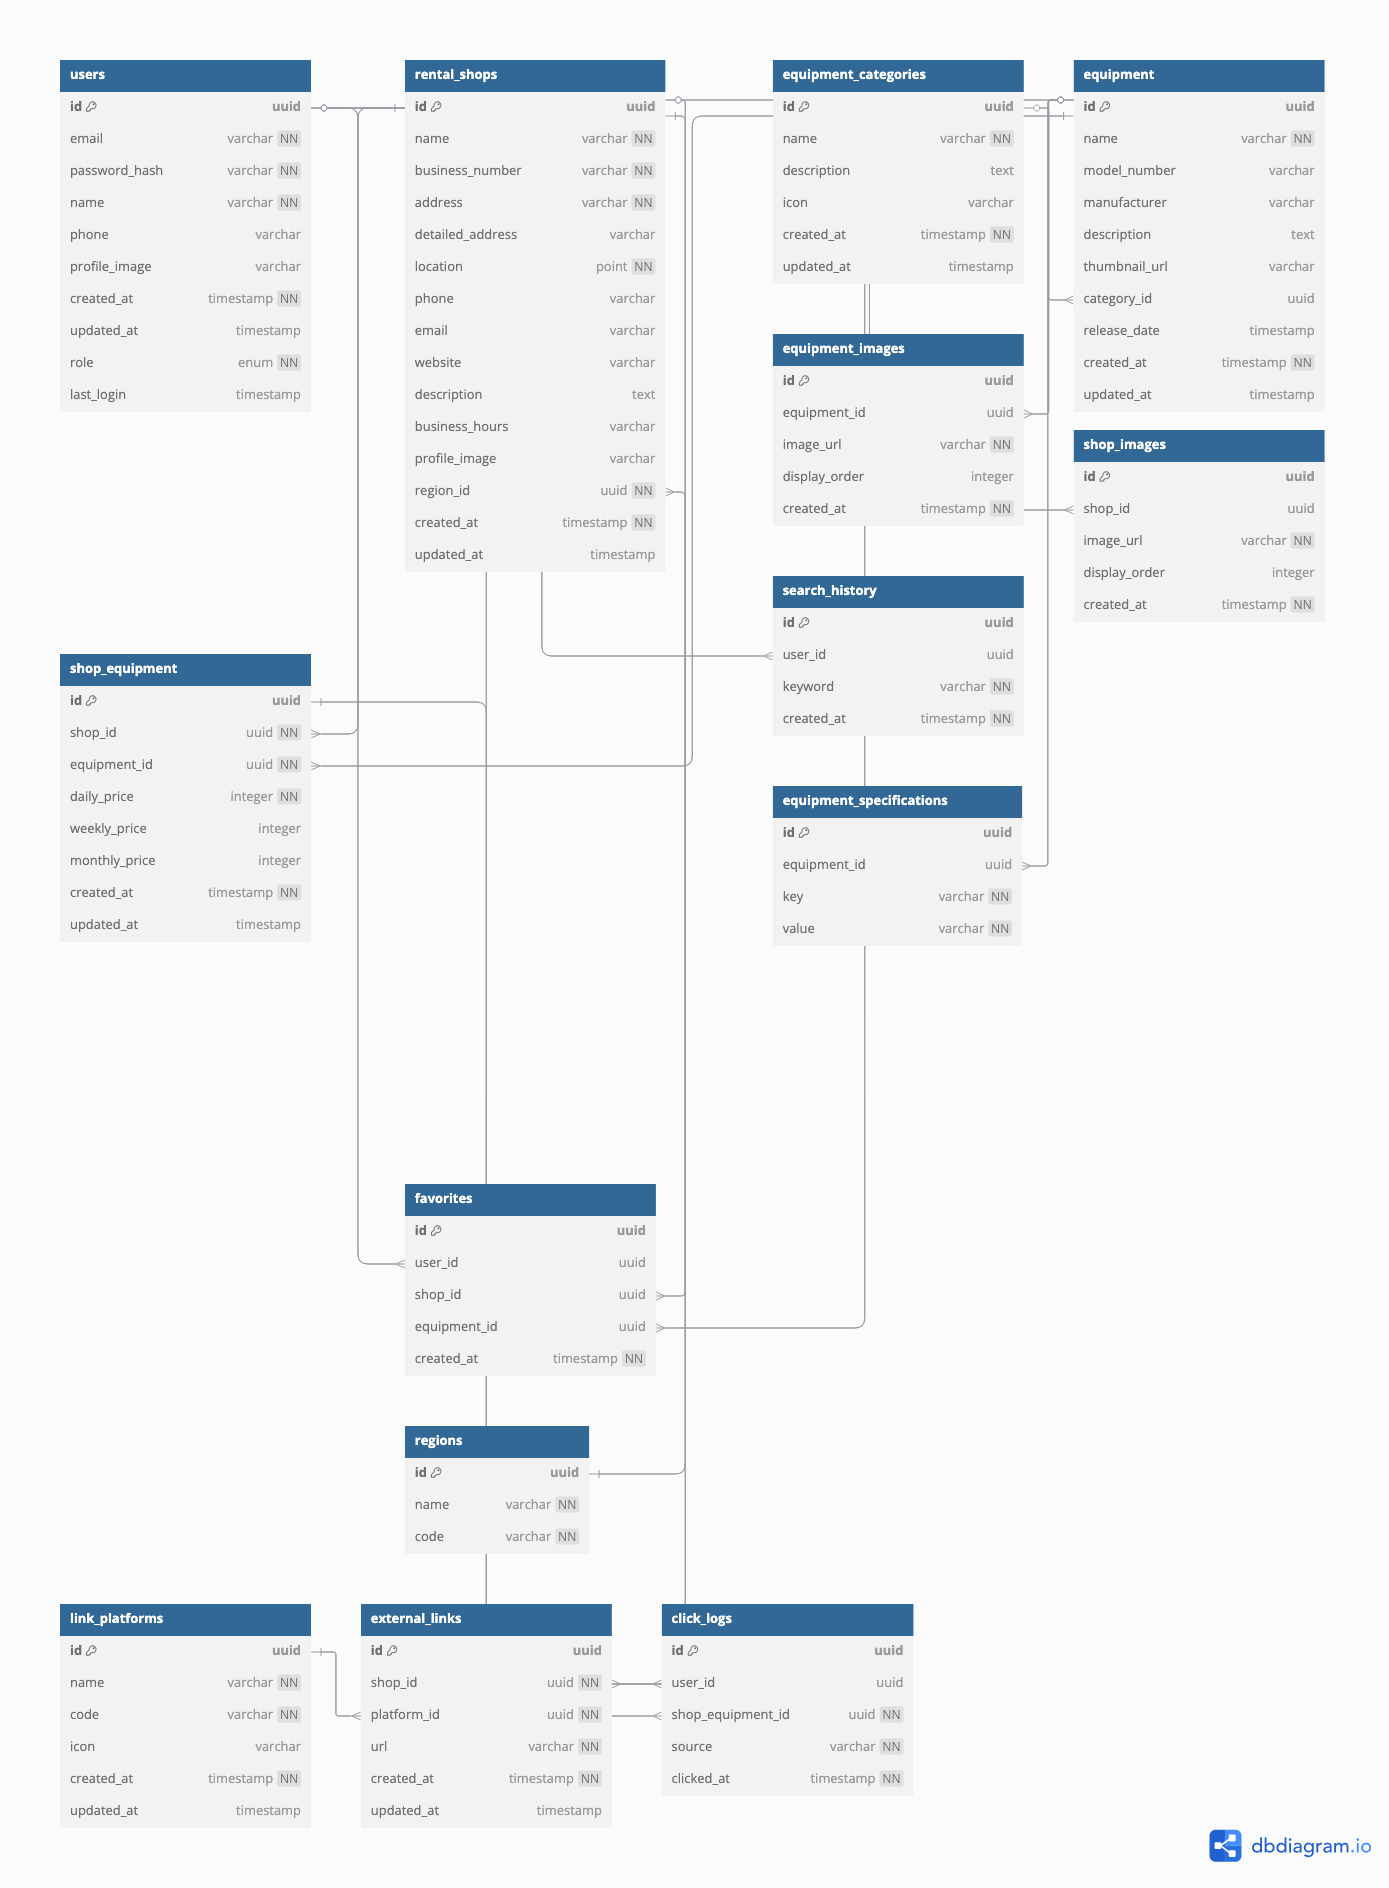 users
id uuid
email varchar NN
password_hash varchar NN
name varchar NN
phone varchar
profile_image varchar
created_at timestamp NN
updated_at timestamp
role enum NN
last_login timestamp
rental_shops
id uuid
name varchar NN
business_number varchar NN
address varchar NN
detailed_address varchar
location point NN
phone varchar
email varchar
website varchar
description text
business_hours varchar
profile_image varchar
region_id uuid NN
created_at timestamp NN
updated_at timestamp
equipment_categories
id uuid
name varchar NN
description text
icon varchar
created_at timestamp NN
updated_at timestamp
equipment
id uuid
name varchar NN
model_number varchar
manufacturer varchar
description text
thumbnail_url varchar
category_id uuid
release_date timestamp
created_at timestamp NN
updated_at timestamp
equipment_images
id uuid
equipment_id uuid
image_url varchar NN
display_order integer
created_at timestamp NN
shop_images
id uuid
shop_id uuid
image_url varchar NN
display_order integer
created_at timestamp NN
search_history
id uuid
user_id uuid
keyword varchar NN
created_at timestamp NN
shop_equipment
id uuid
shop_id uuid NN
equipment_id uuid NN
daily_price integer NN
weekly_price integer
monthly_price integer
created_at timestamp NN
updated_at timestamp
equipment_specifications
id uuid
equipment_id uuid
key varchar NN
value varchar NN
favorites
id uuid
user_id uuid
shop_id uuid
equipment_id uuid
created_at timestamp NN
regions
id uuid
name varchar NN
code varchar NN
link_platforms
id uuid
name varchar NN
code varchar NN
icon varchar
created_at timestamp NN
updated_at timestamp
external_links
id uuid
shop_id uuid NN
platform_id uuid NN
url varchar NN
created_at timestamp NN
updated_at timestamp
click_logs
id uuid
user_id uuid
shop_equipment_id uuid NN
source varchar NN
clicked_at timestamp NN
dbdiagram.io